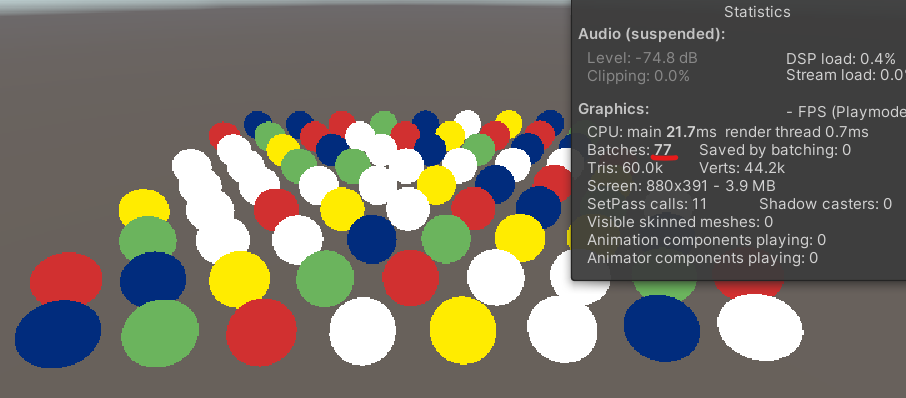 Statistics
Audio (suspended):
Level: -74.8 dB DSP load: 0.4%
Clipping: 0.0% Stream load: 0.0
Graphics: - FPS (Playmode
CPU: main 21.7ms render thread 0.7ms
Batches: 77 Saved by batching: 0
Tris: 60.0k Verts: 44.2k
Screen: 880x391 - 3.9 MB
SetPass calls: 11 Shadow casters: 0
Visible skinned meshes: 0
Animation components playing: 0
Animator components playing: 0